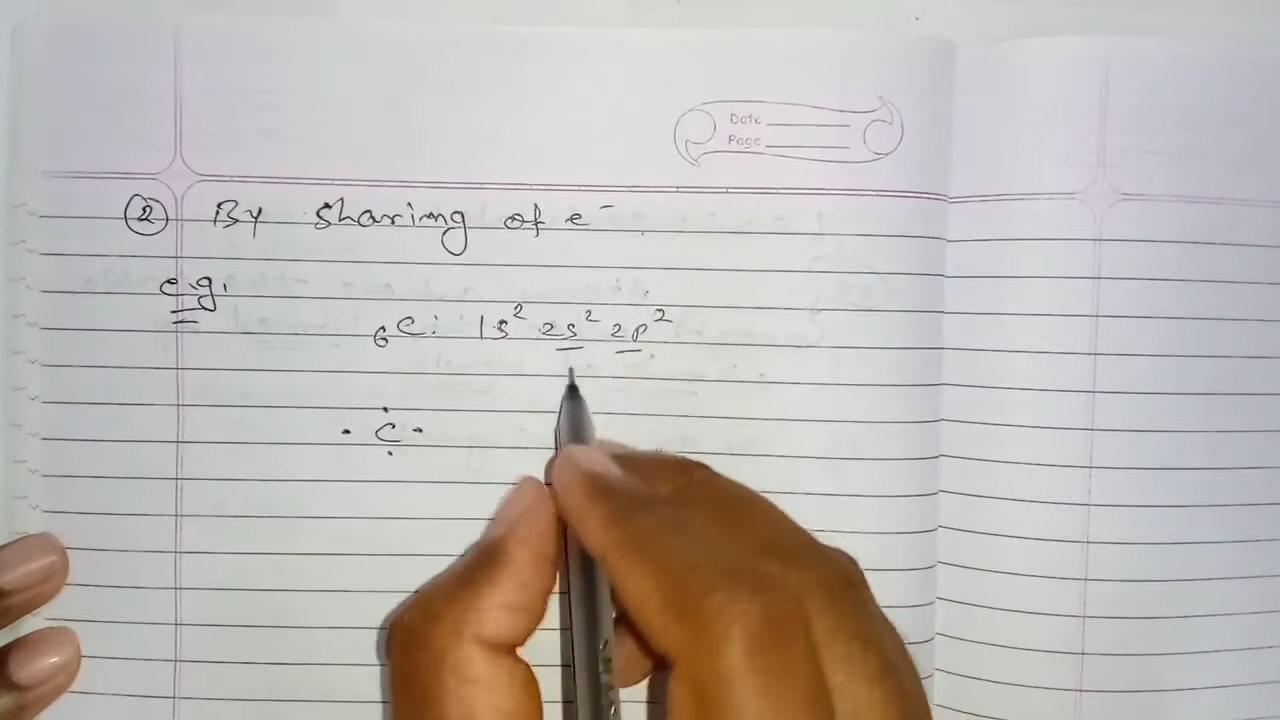 Date
Page
② By sharing of e⁻
e.g.
₆C: 1s² 2s² 2p²
· C ·